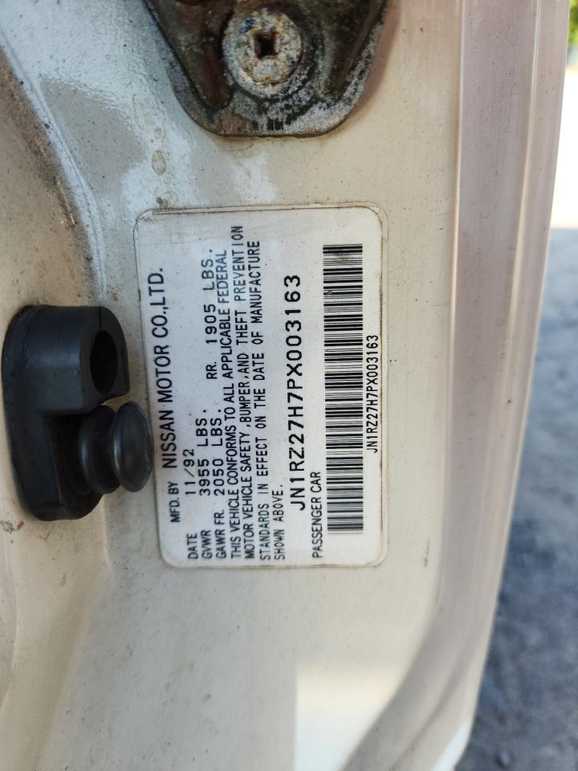 MFD. BY NISSAN MOTOR CO.,LTD.
DATE 11/92
GVWR 3955 LBS.
GAWR FR. 2050 LBS. RR. 1905 LBS.
THIS VEHICLE CONFORMS TO ALL APPLICABLE FEDERAL
MOTOR VEHICLE SAFETY,BUMPER,AND THEFT PREVENTION
STANDARDS IN EFFECT ON THE DATE OF MANUFACTURE
SHOWN ABOVE.
JN1RZ27H7PX003163
PASSENGER CAR
JN1RZ27H7PX003163